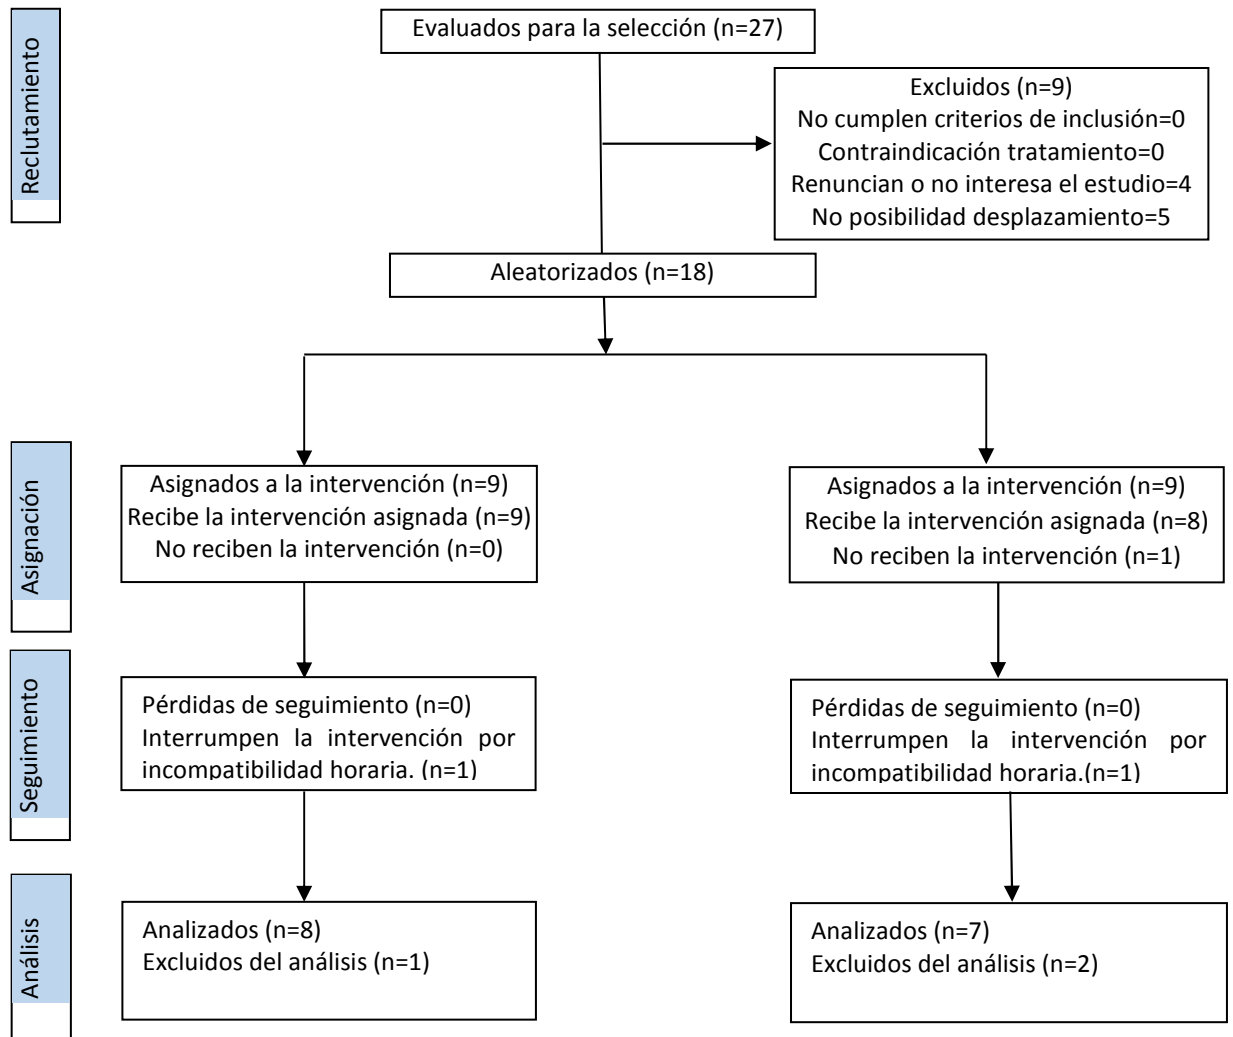 Reclutamiento
Evaluados para la selección (n=27)
Excluidos (n=9)
No cumplen criterios de inclusión=0
Contraindicación tratamiento=0
Renuncian o no interesa el estudio=4
No posibilidad desplazamiento=5
Aleatorizados (n=18)
Asignación
Asignados a la intervención (n=9)
Recibe la intervención asignada (n=9)
No reciben la intervención (n=0)
Asignados a la intervención (n=9)
Recibe la intervención asignada (n=8)
No reciben la intervención (n=1)
Seguimiento
Pérdidas de seguimiento (n=0)
Interrumpen la intervención por
incompatibilidad horaria. (n=1)
Pérdidas de seguimiento (n=0)
Interrumpen la intervención por
incompatibilidad horaria.(n=1)
Análisis
Analizados (n=8)
Excluidos del análisis (n=1)
Analizados (n=7)
Excluidos del análisis (n=2)